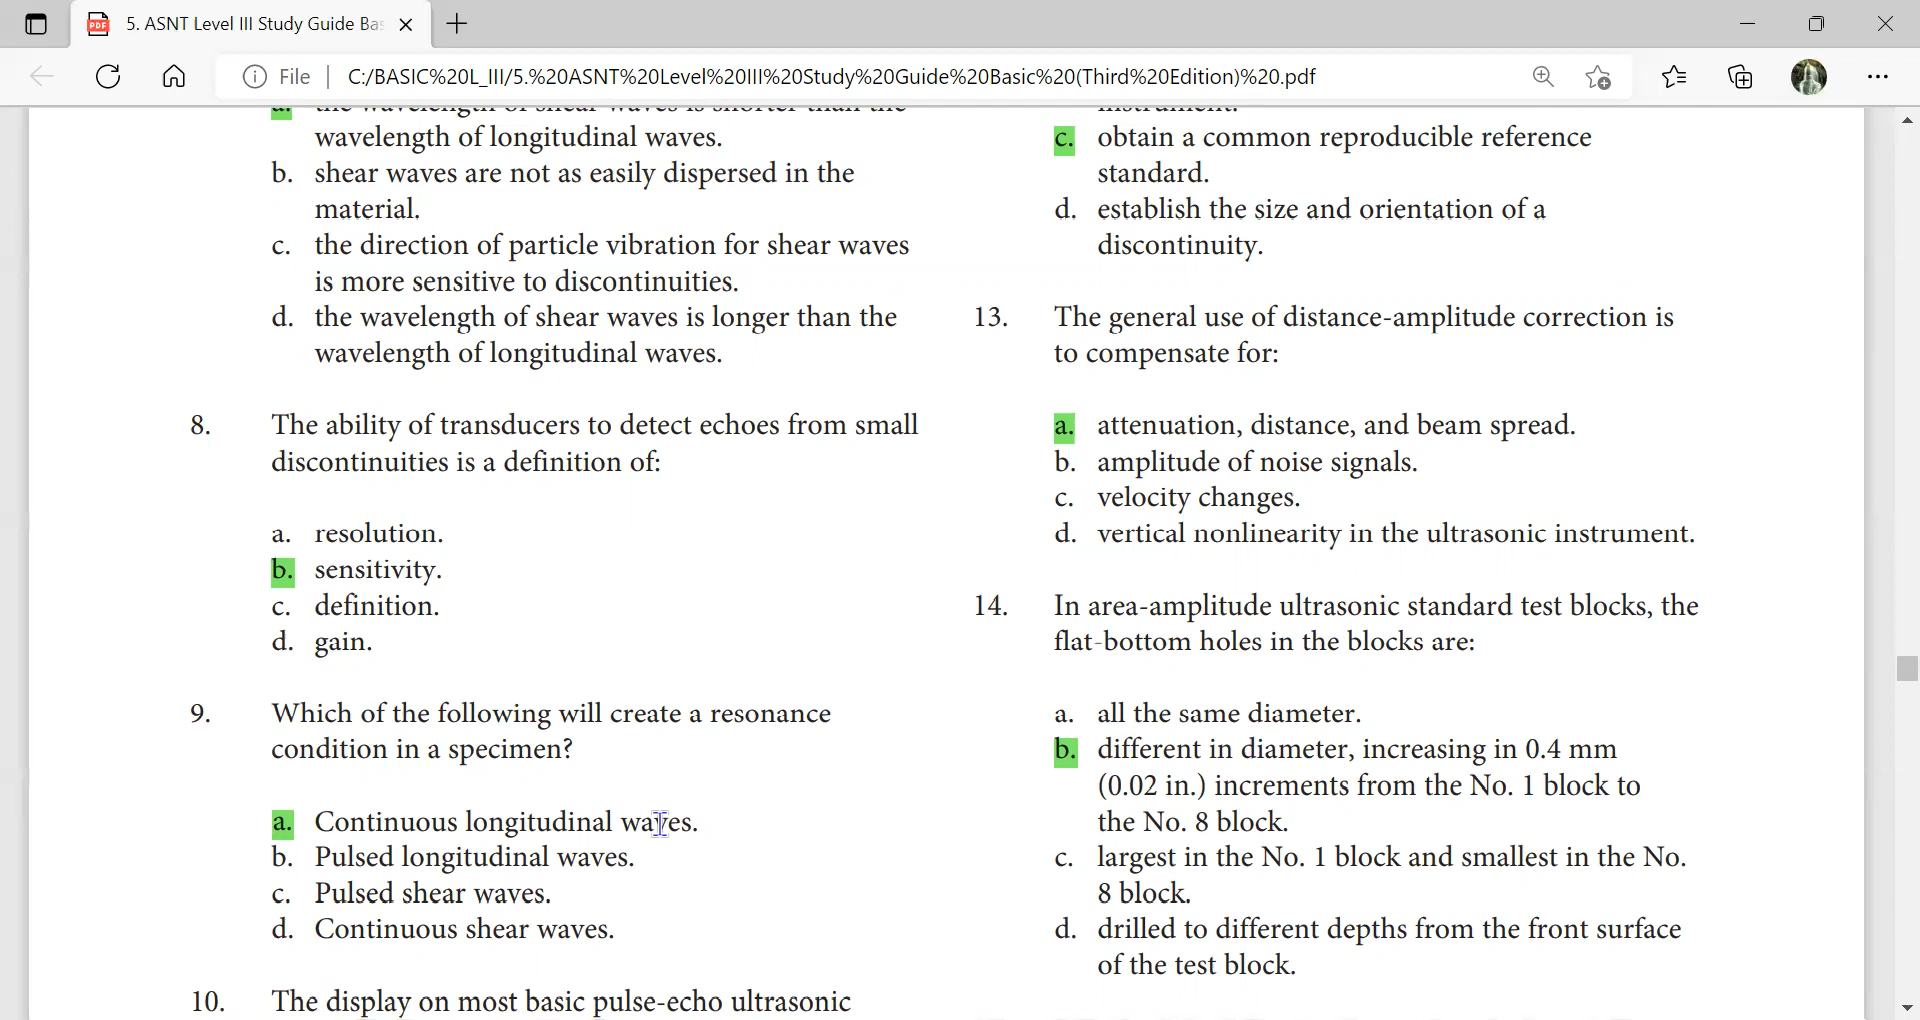 5. ASNT Level III Study Guide Bas
File
C:/BASIC%20L_III/5.%20ASNT%20Level%20III%20Study%20Guide%20Basic%20(Third%20Edition)%20.pdf
a. the wavelength of shear waves is shorter than the
wavelength of longitudinal waves.
b. shear waves are not as easily dispersed in the
material.
c. the direction of particle vibration for shear waves
is more sensitive to discontinuities.
d. the wavelength of shear waves is longer than the
wavelength of longitudinal waves.
8. The ability of transducers to detect echoes from small
discontinuities is a definition of:
a. resolution.
b. sensitivity.
c. definition.
d. gain.
9. Which of the following will create a resonance
condition in a specimen?
a. Continuous longitudinal waves.
b. Pulsed longitudinal waves.
c. Pulsed shear waves.
d. Continuous shear waves.
10. The display on most basic pulse-echo ultrasonic
instrument.
c. obtain a common reproducible reference
standard.
d. establish the size and orientation of a
discontinuity.
13. The general use of distance-amplitude correction is
to compensate for:
a. attenuation, distance, and beam spread.
b. amplitude of noise signals.
c. velocity changes.
d. vertical nonlinearity in the ultrasonic instrument.
14. In area-amplitude ultrasonic standard test blocks, the
flat-bottom holes in the blocks are:
a. all the same diameter.
b. different in diameter, increasing in 0.4 mm
(0.02 in.) increments from the No. 1 block to
the No. 8 block.
c. largest in the No. 1 block and smallest in the No.
8 block.
d. drilled to different depths from the front surface
of the test block.